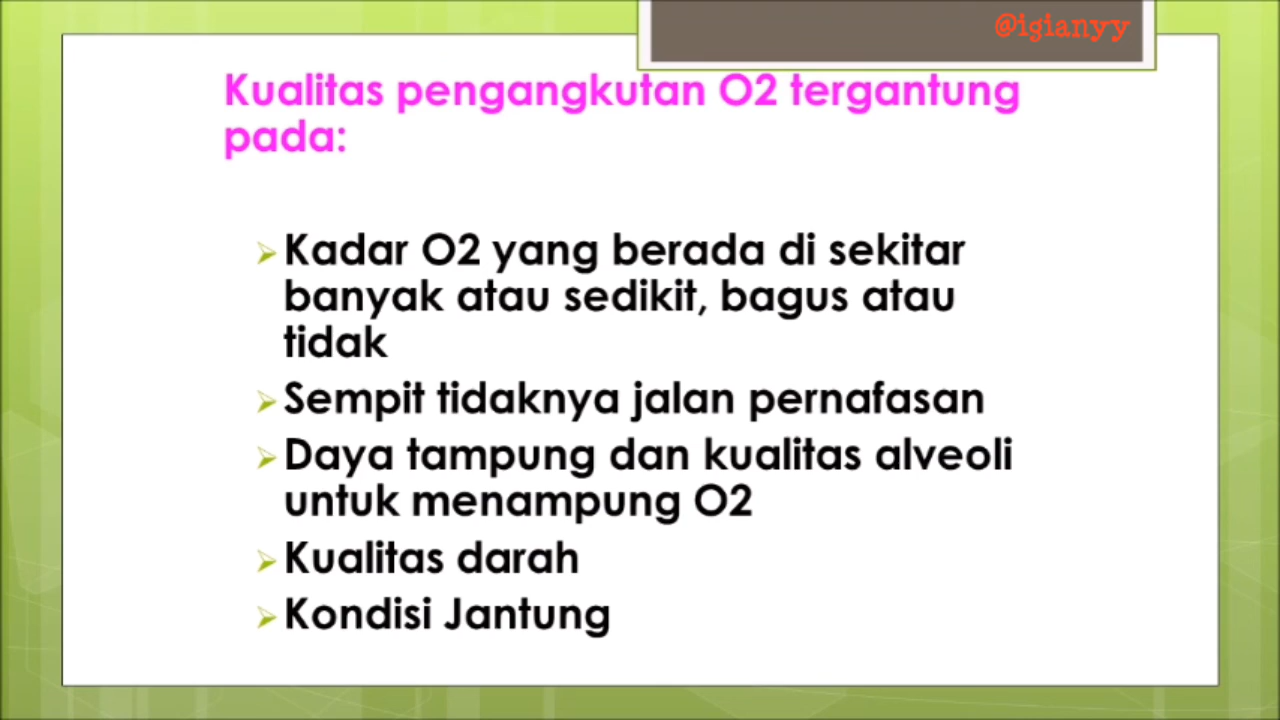 @igianyy
Kualitas pengangkutan O2 tergantung
pada:
Kadar O2 yang berada di sekitar
banyak atau sedikit, bagus atau
tidak
Sempit tidaknya jalan pernafasan
Daya tampung dan kualitas alveoli
untuk menampung O2
Kualitas darah
Kondisi Jantung